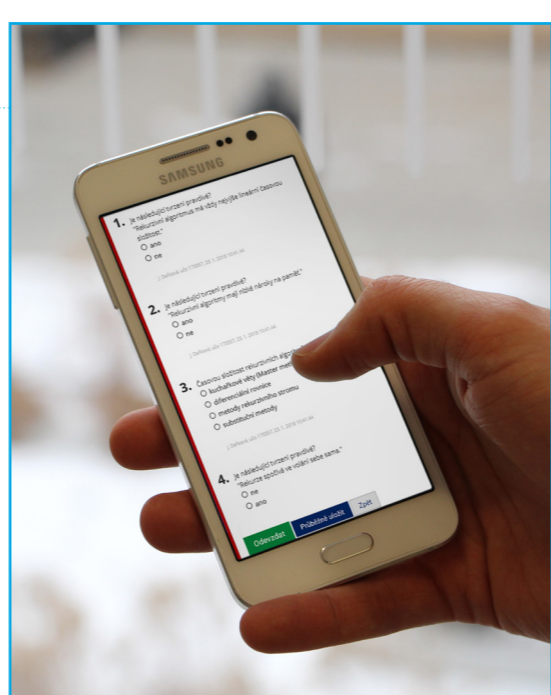 SAMSUNG
1. Je následující tvrzení pravdivé?
"Rekurzivní algoritmus má vždy nejvýše lineární časovou
složitost."
ano
ne
2. Je následující tvrzení pravdivé?
"Rekurzivní algoritmy mají nízké nároky na paměť."
ano
ne
3. Časovou složitost rekurzivních
kuchařkové věty (Master
diferenciální rovnice
metody rekurzivního stromu
substituční metody
4. Je následující tvrzení pravdivé?
"Rekurze spočívá ve volání sebe sama."
ne
ano
Odevzdat Průběžně uložit Zpět